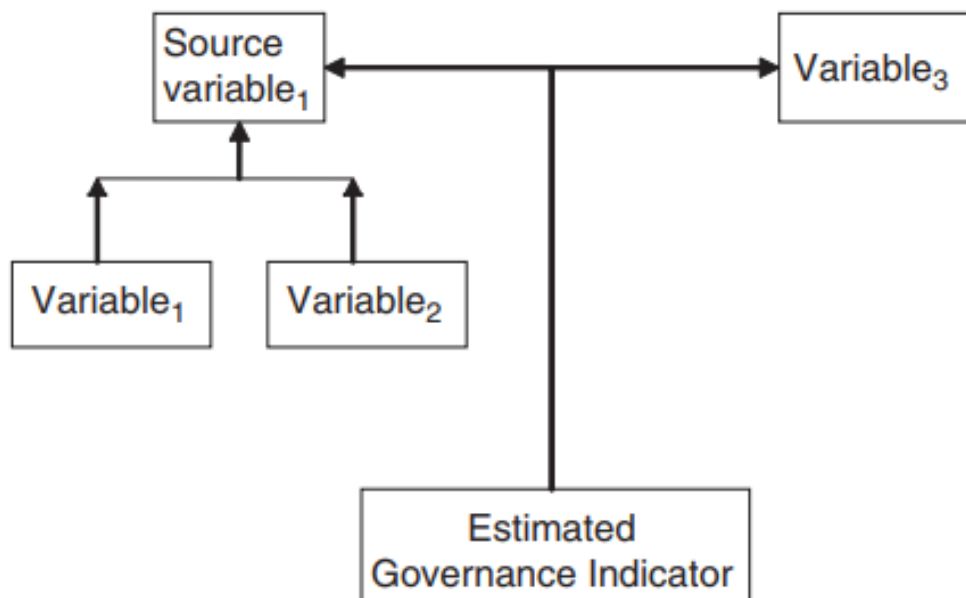 Source
variable₁
Variable₃
Variable₁
Variable₂
Estimated
Governance Indicator